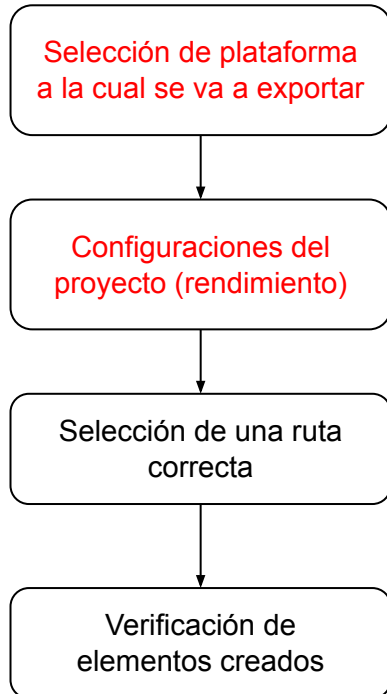 Selección de plataforma
a la cual se va a exportar
Configuraciones del
proyecto (rendimiento)
Selección de una ruta
correcta
Verificación de
elementos creados